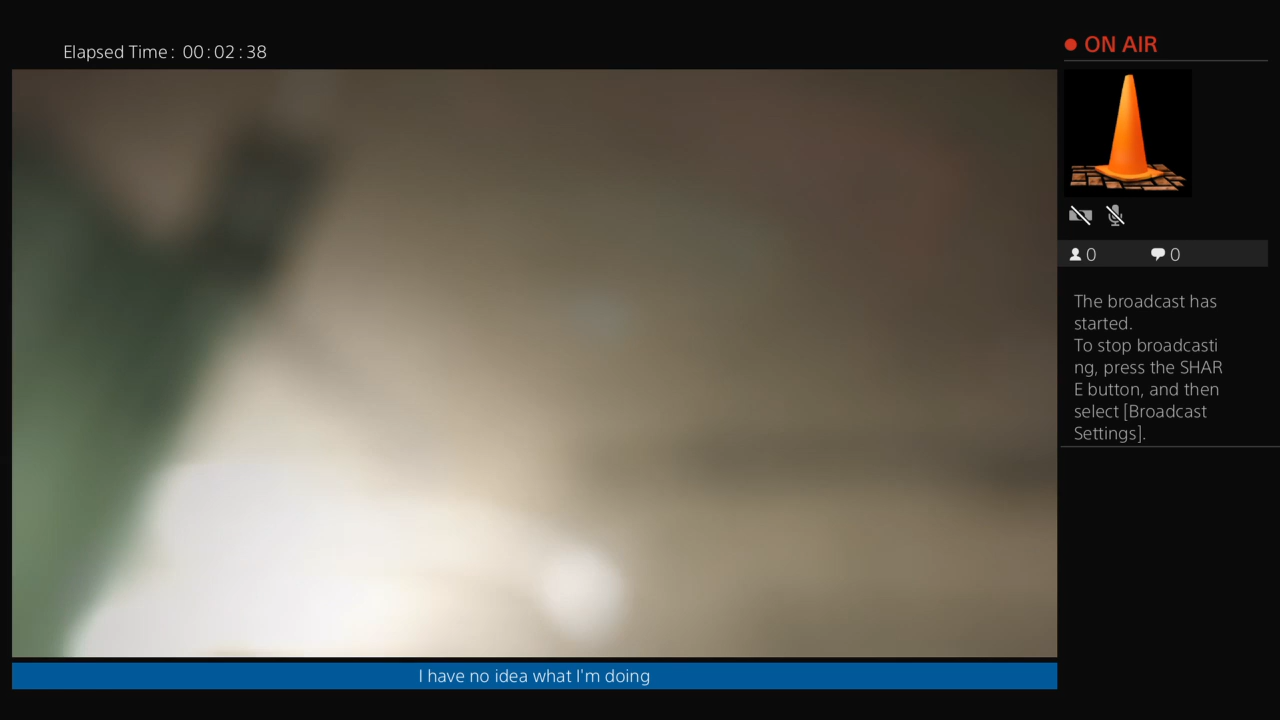 Elapsed Time: 00:02:38
ON AIR
0 0
The broadcast has
started.
To stop broadcasti
ng, press the SHAR
E button, and then
select [Broadcast
Settings].
I have no idea what I'm doing